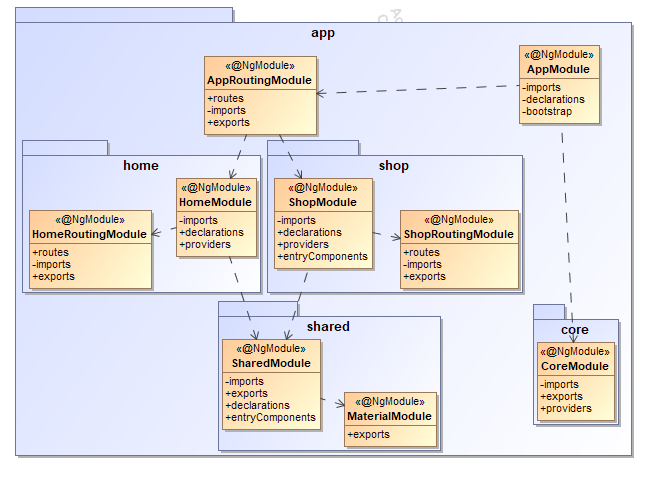 app
«@NgModule»
AppRoutingModule
+routes
-imports
+exports
«@NgModule»
AppModule
-imports
-declarations
-bootstrap
home
«@NgModule»
HomeModule
-imports
+declarations
+providers
«@NgModule»
HomeRoutingModule
+routes
-imports
+exports
shop
«@NgModule»
ShopModule
-imports
+declarations
+providers
+entryComponents
«@NgModule»
ShopRoutingModule
+routes
-imports
+exports
shared
«@NgModule»
SharedModule
-imports
+exports
+declarations
+entryComponents
«@NgModule»
MaterialModule
+exports
core
«@NgModule»
CoreModule
-imports
+exports
+providers